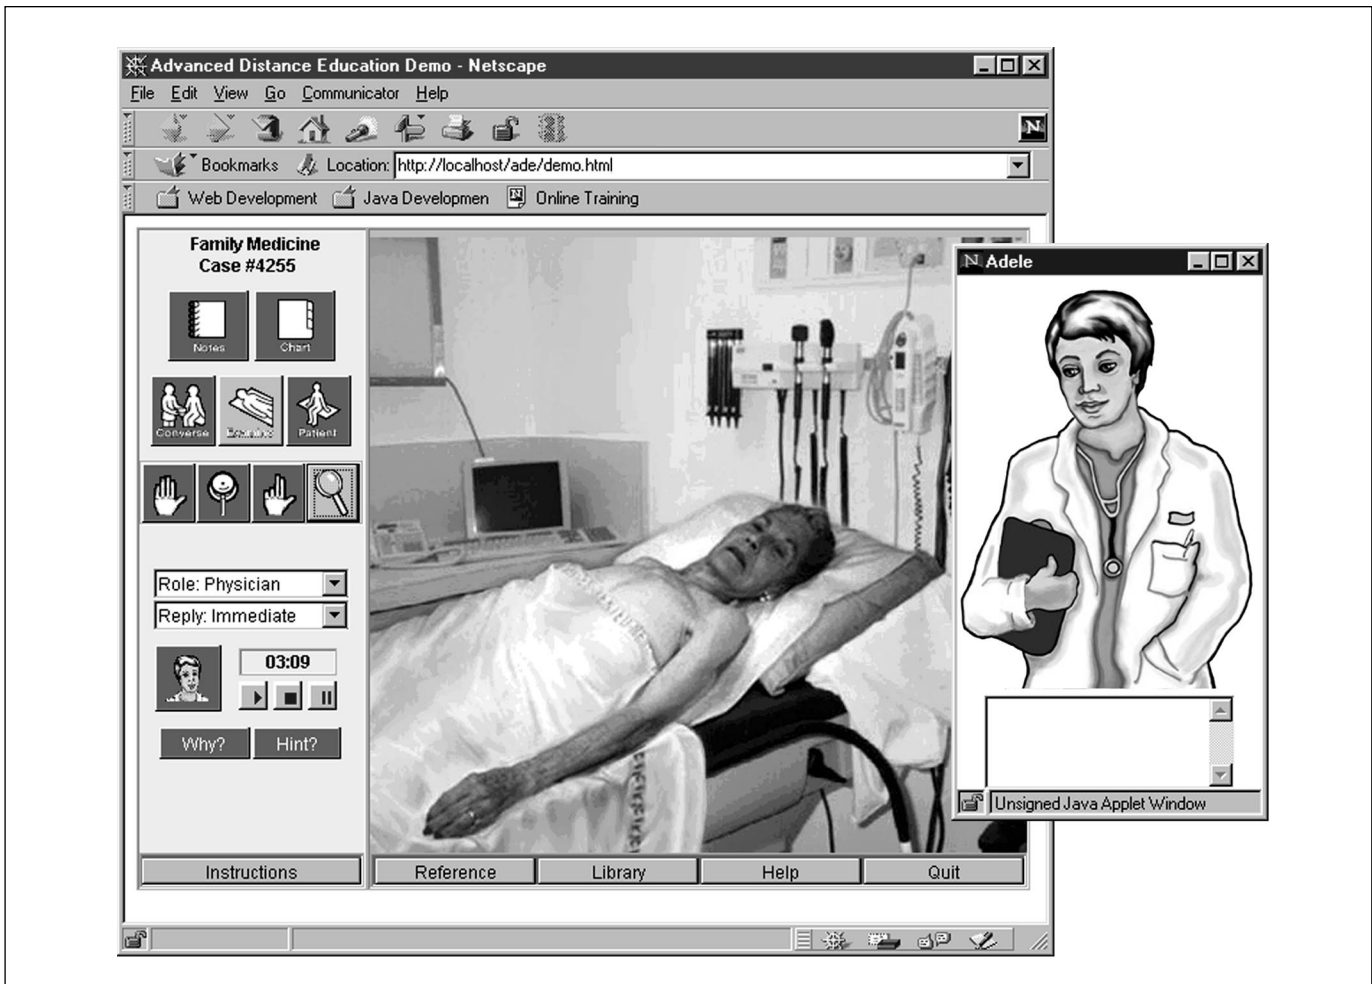 Advanced Distance Education Demo - Netscape
File Edit View Go Communicator Help
Bookmarks Location: http://localhost/ade/demo.html
Web Development Java Developmen Online Training
Family Medicine
Case #4255
Notes Chart
Converse Examine Patient
Role: Physician
Reply: Immediate
03:09
Why? Hint?
Instructions Reference Library Help Quit
N Adele
Unsigned Java Applet Window